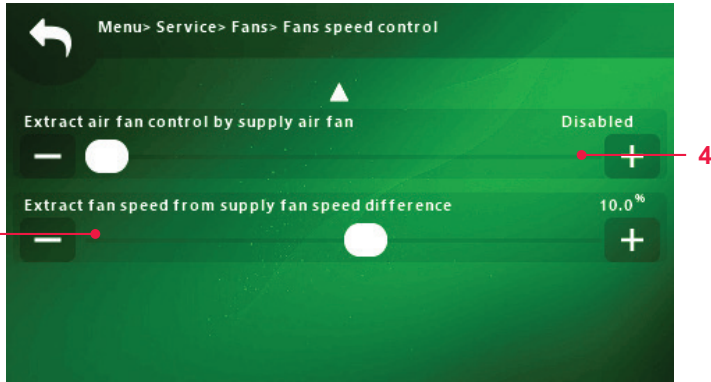 Menu> Service> Fans> Fans speed control
Extract air fan control by supply air fan Disabled
4
Extract fan speed from supply fan speed difference 10.0%